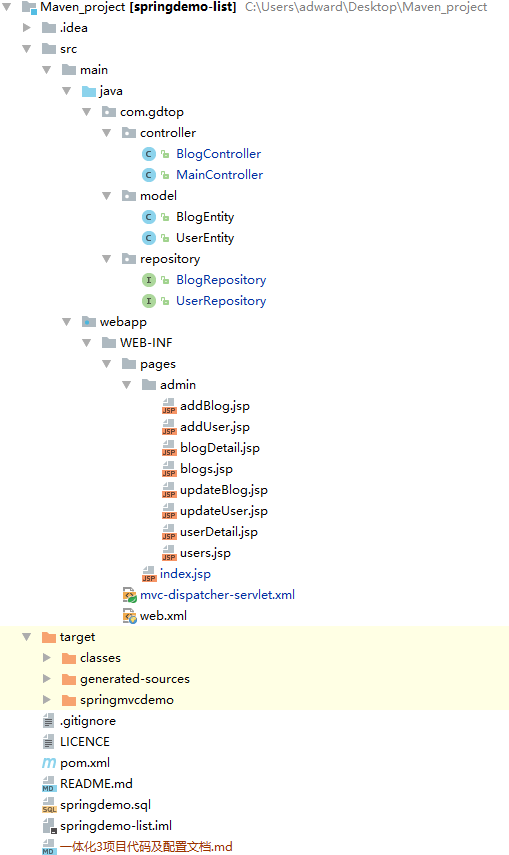 Maven_project [springdemo-list] C:\Users\adward\Desktop\Maven_project
.idea
src
main
java
com.gdtop
controller
BlogController
MainController
model
BlogEntity
UserEntity
repository
BlogRepository
UserRepository
webapp
WEB-INF
pages
admin
addBlog.jsp
addUser.jsp
blogDetail.jsp
blogs.jsp
updateBlog.jsp
updateUser.jsp
userDetail.jsp
users.jsp
index.jsp
mvc-dispatcher-servlet.xml
web.xml
target
classes
generated-sources
springmvcdemo
.gitignore
LICENCE
pom.xml
README.md
springdemo.sql
springdemo-list.iml
一体化3项目代码及配置文档.md